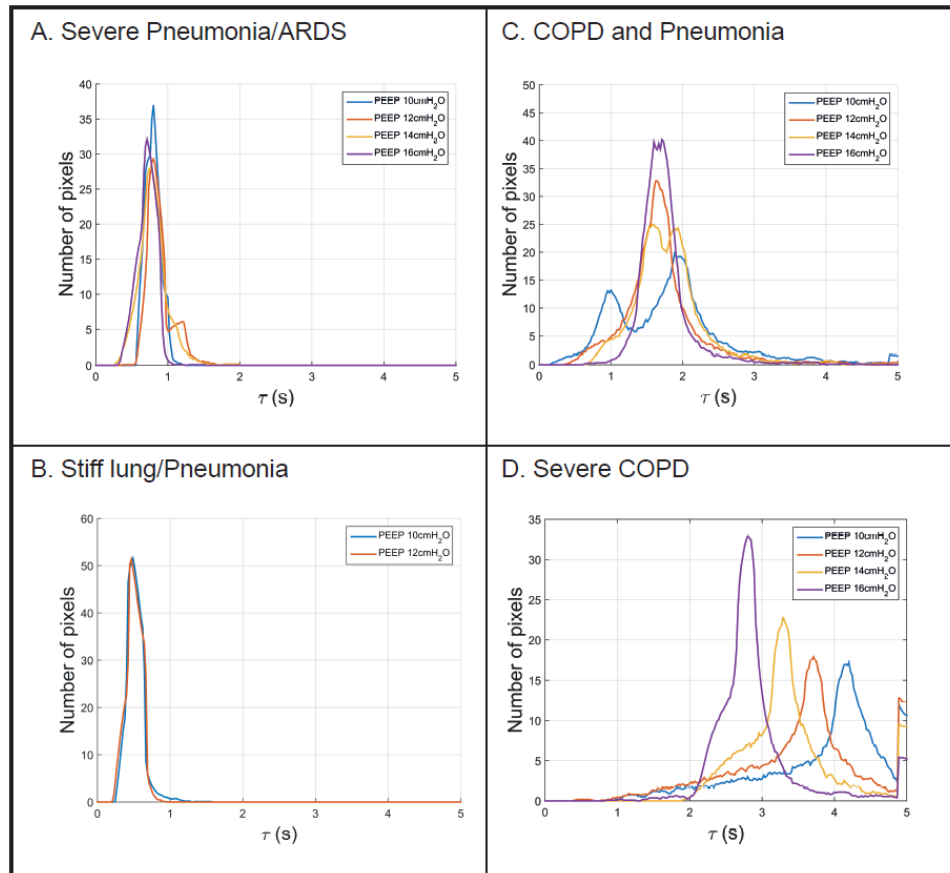 A. Severe Pneumonia/ARDS
Number of pixels
40
35
30
25
20
15
10
5
0
PEEP 10cmH₂O
PEEP 12cmH₂O
PEEP 14cmH₂O
PEEP 16cmH₂O
0 1 2 3 4 5
τ (s)
C. COPD and Pneumonia
Number of pixels
50
45
40
35
30
25
20
15
10
5
0
PEEP 10cmH₂O
PEEP 12cmH₂O
PEEP 14cmH₂O
PEEP 16cmH₂O
0 1 2 3 4 5
τ (s)
B. Stiff lung/Pneumonia
Number of pixels
60
50
40
30
20
10
0
PEEP 10cmH₂O
PEEP 12cmH₂O
0 1 2 3 4 5
τ (s)
D. Severe COPD
Number of pixels
35
30
25
20
15
10
5
0
PEEP 10cmH₂O
PEEP 12cmH₂O
PEEP 14cmH₂O
PEEP 16cmH₂O
0 1 2 3 4 5
τ (s)